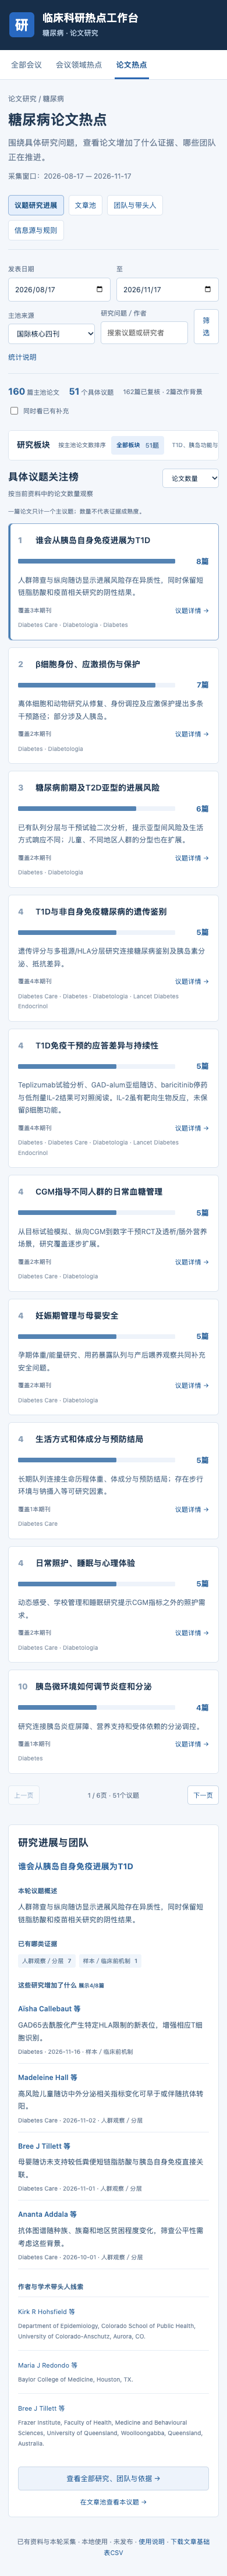 研
临床科研热点工作台
糖尿病 · 论文研究
全部会议
会议领域热点
论文热点
论文研究 / 糖尿病
糖尿病论文热点
围绕具体研究问题，查看论文增加了什么证据、哪些团队
正在推进。
采集窗口：2026-08-17 — 2026-11-17
议题研究进展
文章池
团队与带头人
信息源与规则
发表日期
至
2026/08/17
2026/11/17
主池来源
研究问题 / 作者
国际核心四刊
搜索议题或研究者
筛
选
统计说明
160 篇主池论文
51 个具体议题
162篇已复核 · 2篇改作背景
同时看已有补充
研究板块
按主池论文数排序
全部板块 51题
T1D、胰岛功能与
具体议题关注榜
论文数量
按当前资料中的论文数量观察
一篇论文只计一个主议题；数量不代表证据成熟度。
1 谁会从胰岛自身免疫进展为T1D
8篇
人群筛查与纵向随访显示进展风险存在异质性，同时保留短
链脂肪酸和疫苗相关研究的阴性结果。
覆盖3本期刊
议题详情 →
Diabetes Care · Diabetologia · Diabetes
2 β细胞身份、应激损伤与保护
7篇
离体细胞和动物研究从修复、身份调控及应激保护提出多条
干预路径；部分涉及人胰岛。
覆盖2本期刊
议题详情 →
Diabetes · Diabetologia
3 糖尿病前期及T2D亚型的进展风险
6篇
已有队列分层与干预试验二次分析，提示亚型间风险及生活
方式响应不同；儿童、不同地区人群的分型也在扩展。
覆盖2本期刊
议题详情 →
Diabetes · Diabetologia
4 T1D与非自身免疫糖尿病的遗传鉴别
5篇
遗传评分与多祖源/HLA分层研究连接糖尿病鉴别及胰岛素分
泌、抵抗差异。
覆盖4本期刊
议题详情 →
Diabetes Care · Diabetes · Diabetologia · Lancet Diabetes
Endocrinol
4 T1D免疫干预的应答差异与持续性
5篇
Teplizumab试验分析、GAD-alum亚组随访、baricitinib停药
与低剂量IL-2结果可对照阅读。IL-2虽有靶向生物反应，未保
留β细胞功能。
覆盖4本期刊
议题详情 →
Diabetes · Diabetes Care · Diabetologia · Lancet Diabetes
Endocrinol
4 CGM指导不同人群的日常血糖管理
5篇
从目标试验模拟、纵向CGM到数字干预RCT及透析/肠外营养
场景，研究覆盖逐步扩展。
覆盖2本期刊
议题详情 →
Diabetes Care · Diabetologia
4 妊娠期管理与母婴安全
5篇
孕期体重/能量研究、用药暴露队列与产后喂养观察共同补充
安全问题。
覆盖2本期刊
议题详情 →
Diabetes Care · Diabetologia
4 生活方式和体成分与预防结局
5篇
长期队列连接生命历程体重、体成分与预防结局；存在步行
环境与钠摄入等可研究因素。
覆盖1本期刊
议题详情 →
Diabetes Care
4 日常照护、睡眠与心理体验
5篇
动态感受、学校管理和睡眠研究提示CGM指标之外的照护需
求。
覆盖2本期刊
议题详情 →
Diabetes Care · Diabetologia
10 胰岛微环境如何调节炎症和分泌
4篇
研究连接胰岛炎症屏障、营养支持和受体依赖的分泌调控。
覆盖1本期刊
议题详情 →
Diabetes
上一页
1 / 6页 · 51个议题
下一页
研究进展与团队
谁会从胰岛自身免疫进展为T1D
本轮议题概述
人群筛查与纵向随访显示进展风险存在异质性，同时保留短
链脂肪酸和疫苗相关研究的阴性结果。
已有哪类证据
人群观察 / 分层 7
样本 / 临床前机制 1
这些研究增加了什么 展示4/8篇
Aisha Callebaut 等
GAD65去酰胺化产生特定HLA限制的新表位，增强相应T细
胞识别。
Diabetes · 2026-11-16 · 样本 / 临床前机制
Madeleine Hall 等
高风险儿童随访中外分泌相关指标变化可早于或伴随抗体转
阳。
Diabetes Care · 2026-11-02 · 人群观察 / 分层
Bree J Tillett 等
母婴随访未支持较低粪便短链脂肪酸与胰岛自身免疫直接关
联。
Diabetes Care · 2026-11-01 · 人群观察 / 分层
Ananta Addala 等
抗体图谱随种族、族裔和地区贫困程度变化，筛查公平性需
考虑这些背景。
Diabetes Care · 2026-10-01 · 人群观察 / 分层
作者与学术带头人线索
Kirk R Hohsfield 等
Department of Epidemiology, Colorado School of Public Health,
University of Colorado-Anschutz, Aurora, CO.
Maria J Redondo 等
Baylor College of Medicine, Houston, TX.
Bree J Tillett 等
Frazer Institute, Faculty of Health, Medicine and Behavioural
Sciences, University of Queensland, Woolloongabba, Queensland,
Australia.
查看全部研究、团队与依据 →
在文章池查看本议题 →
已有资料与本轮采集 · 本地使用 · 未发布 · 使用说明 · 下载文章基础
表CSV